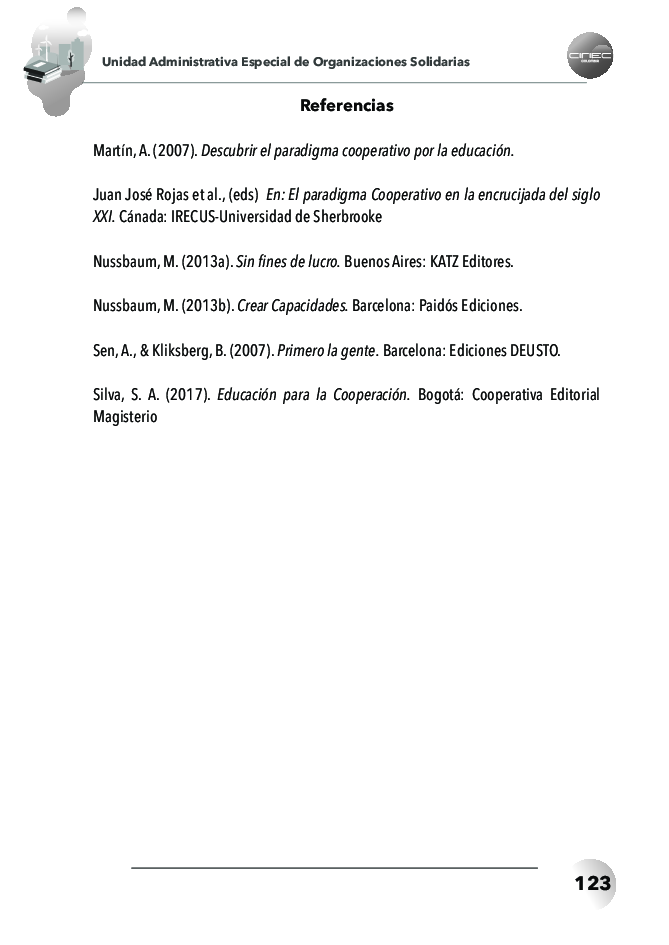 Unidad Administrativa Especial de Organizaciones Solidarias
CIRIEC
COLOMBIA
Referencias
Martín, A. (2007). Descubrir el paradigma cooperativo por la educación.
Juan José Rojas et al., (eds) En: El paradigma Cooperativo en la encrucijada del siglo
XXI. Cánada: IRECUS-Universidad de Sherbrooke
Nussbaum, M. (2013a). Sin fines de lucro. Buenos Aires: KATZ Editores.
Nussbaum, M. (2013b). Crear Capacidades. Barcelona: Paidós Ediciones.
Sen, A., & Kliksberg, B. (2007). Primero la gente. Barcelona: Ediciones DEUSTO.
Silva, S. A. (2017). Educación para la Cooperación. Bogotá: Cooperativa Editorial
Magisterio
123